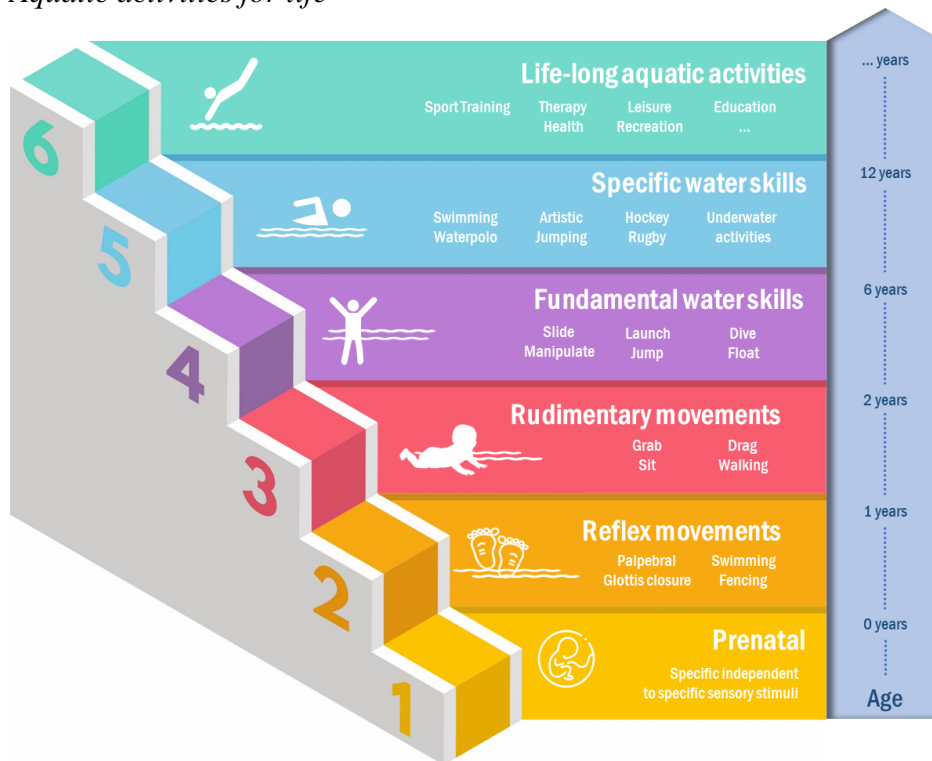 Aquatic activities for life
... years
Life-long aquatic activities
Sport Training Therapy Leisure Education
Health Recreation ...
6
12 years
Specific water skills
Swimming Artistic Hockey Underwater
Waterpolo Jumping Rugby activities
5
6 years
Fundamental water skills
Slide Launch Dive
Manipulate Jump Float
4
2 years
Rudimentary movements
Grab Drag
Sit Walking
3
1 years
Reflex movements
Palpebral Swimming
Glottis closure Fencing
2
0 years
Prenatal
Specific independent
to specific sensory stimuli
1
Age